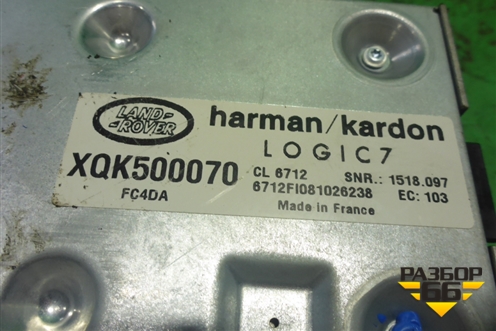 LAND-
ROVER
harman/kardon
LOGIC7
XQK500070
CL 6712 SNR.: 1518.097
FC4DA
6712FI081026238 EC: 103
Made in France
РАЗБОР
66